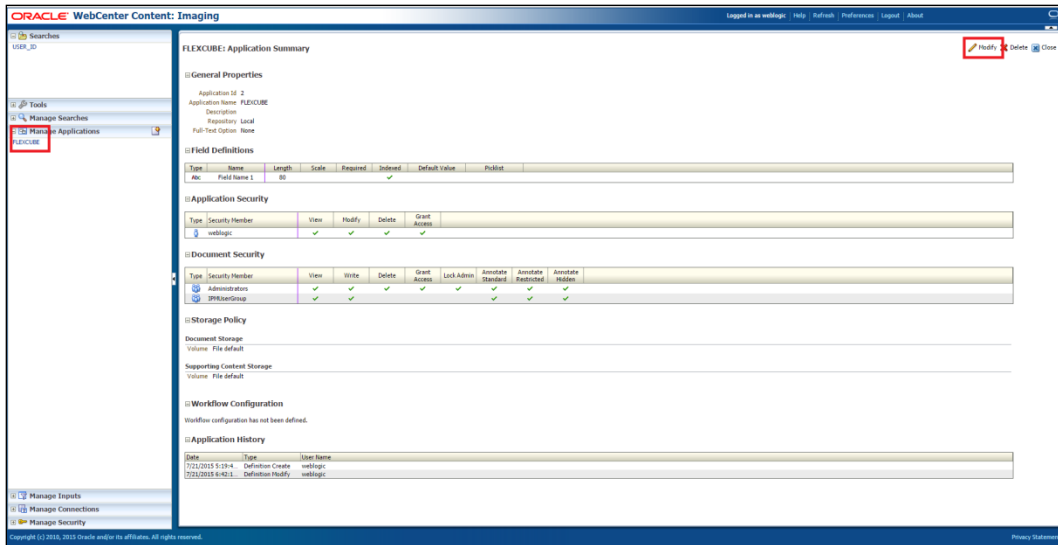 ORACLE WebCenter Content: Imaging
Logged in as weblogic Help Refresh Preferences Logout About
Searches
USER_ID
Tools
Manage Searches
Manage Applications
FLEXCUBE
Manage Inputs
Manage Connections
Manage Security
FLEXCUBE: Application Summary
Modify Delete Close
General Properties
Application Id 2
Application Name FLEXCUBE
Description
Repository Local
Full-Text Option None
Field Definitions
Type Name Length Scale Required Indexed Default Value Picklist
Abc Field Name 1 80
Application Security
Type Security Member View Modify Delete Grant Access
weblogic
Document Security
Type Security Member View Write Delete Grant Access Lock Admin Annotate Standard Annotate Restricted Annotate Hidden
Administrators
IPMUserGroup
Storage Policy
Document Storage
Volume File default
Supporting Content Storage
Volume File default
Workflow Configuration
Workflow configuration has not been defined.
Application History
Date Type User Name
7/21/2015 5:19:4... Definition Create weblogic
7/21/2015 6:42:1... Definition Modify weblogic
Copyright (c) 2010, 2015 Oracle and/or its affiliates. All rights reserved.
Privacy Statement